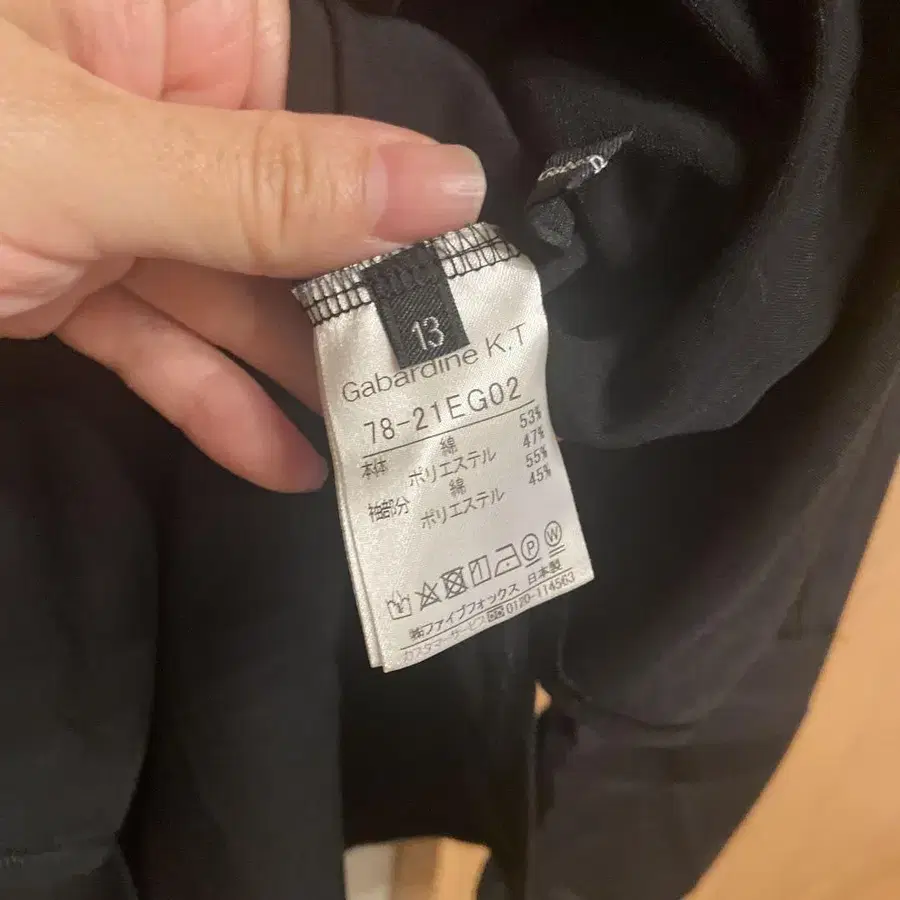 13
Gabardine K.T
78-21EG02
本体 綿 53%
ポリエステル 47%
袖部分 綿 55%
ポリエステル 45%
P W
㈱ファイブフォックス 日本製
カスタマーサービス 0120-114563